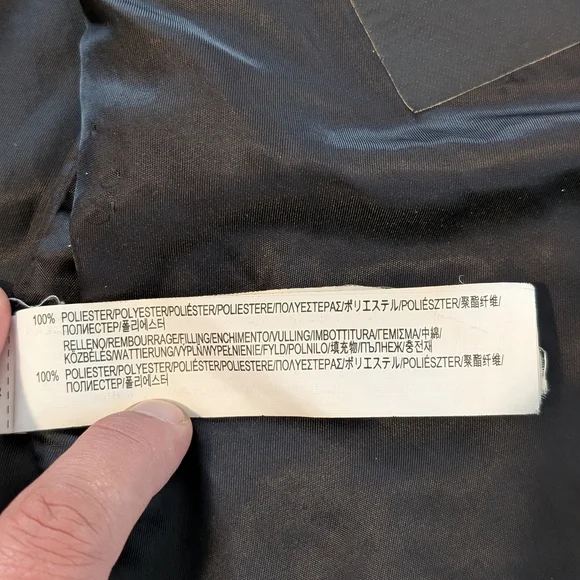 100% POLIESTER/POLYESTER/POLIÉSTER/POLIESTERE/ΠΟΛΥΕΣΤΕΡΑΣ/ポリエステル/POLIÉSZTER/聚酯纤维/
ПОЛИЕСТЕР/폴리에스터
RELLENO/REMBOURRAGE/FILLING/ENCHIMENTO/VULLING/IMBOTTITURA/ΓΕΜΙΣΜΑ/中綿/
KÖZBÉLÉS/WATTIERUNG/VÝPLŇ/WYPEŁNIENIE/FYLD/POLNILO/填充物/ПЪЛНЕЖ/충전재
100% POLIESTER/POLYESTER/POLIÉSTER/POLIESTERE/ΠΟΛΥΕΣΤΕΡΑΣ/ポリエステル/POLIÉSZTER/聚酯纤维/
ПОЛИЕСТЕР/폴리에스터